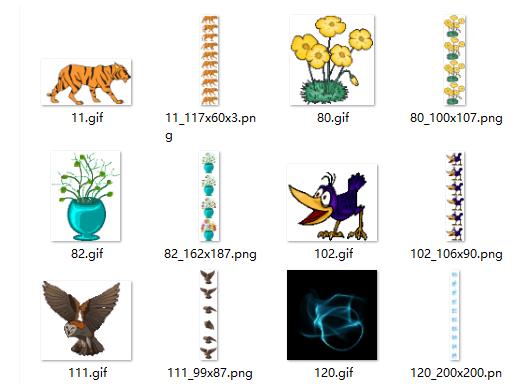 11.gif
11_117x60x3.pn
g
80.gif
80_100x107.png
82.gif
82_162x187.png
102.gif
102_106x90.png
111.gif
111_99x87.png
120.gif
120_200x200.pn